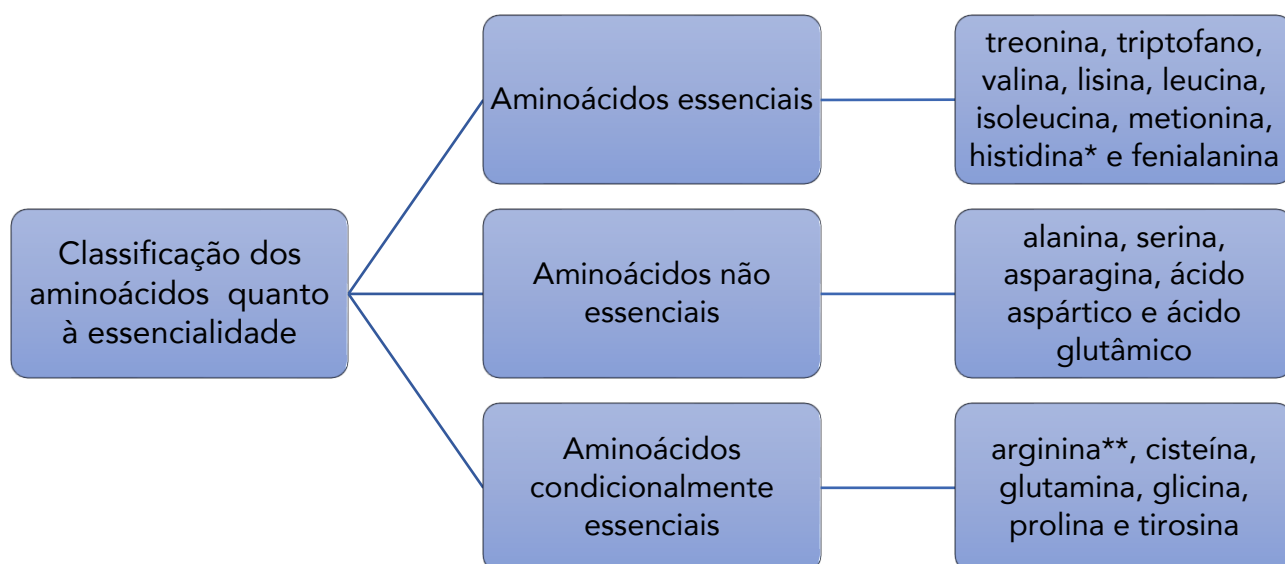 Classificação dos
aminoácidos quanto
à essencialidade
Aminoácidos essenciais
treonina, triptofano,
valina, lisina, leucina,
isoleucina, metionina,
histidina* e fenialanina
Aminoácidos não
essenciais
alanina, serina,
asparagina, ácido
aspártico e ácido
glutâmico
Aminoácidos
condicionalmente
essenciais
arginina**, cisteína,
glutamina, glicina,
prolina e tirosina